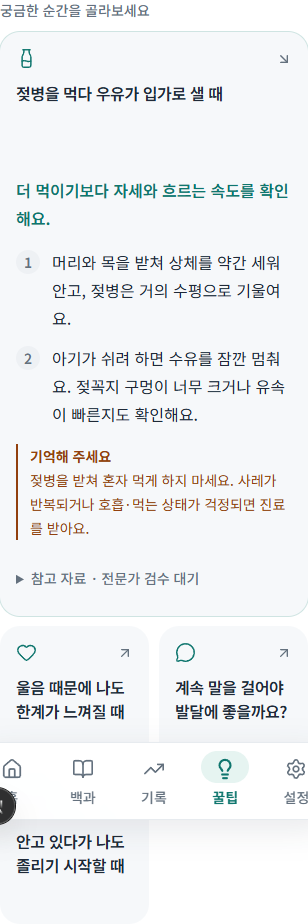 궁금한 순간을 골라보세요
젖병을 먹다 우유가 입가로 샐 때
더 먹이기보다 자세와 흐르는 속도를 확인
해요.
1 머리와 목을 받쳐 상체를 약간 세워
안고, 젖병은 거의 수평으로 기울여
요.
2 아기가 쉬려 하면 수유를 잠깐 멈춰
요. 젖꼭지 구멍이 너무 크거나 유속
이 빠른지도 확인해요.
기억해 주세요
젖병을 받쳐 혼자 먹게 하지 마세요. 사레가
반복되거나 호흡·먹는 상태가 걱정되면 진료
를 받아요.
▶ 참고 자료 · 전문가 검수 대기
울음 때문에 나도
한계가 느껴질 때
계속 말을 걸어야
발달에 좋을까요?
백과
기록
꿀팁
설정
안고 있다가 나도
졸리기 시작할 때